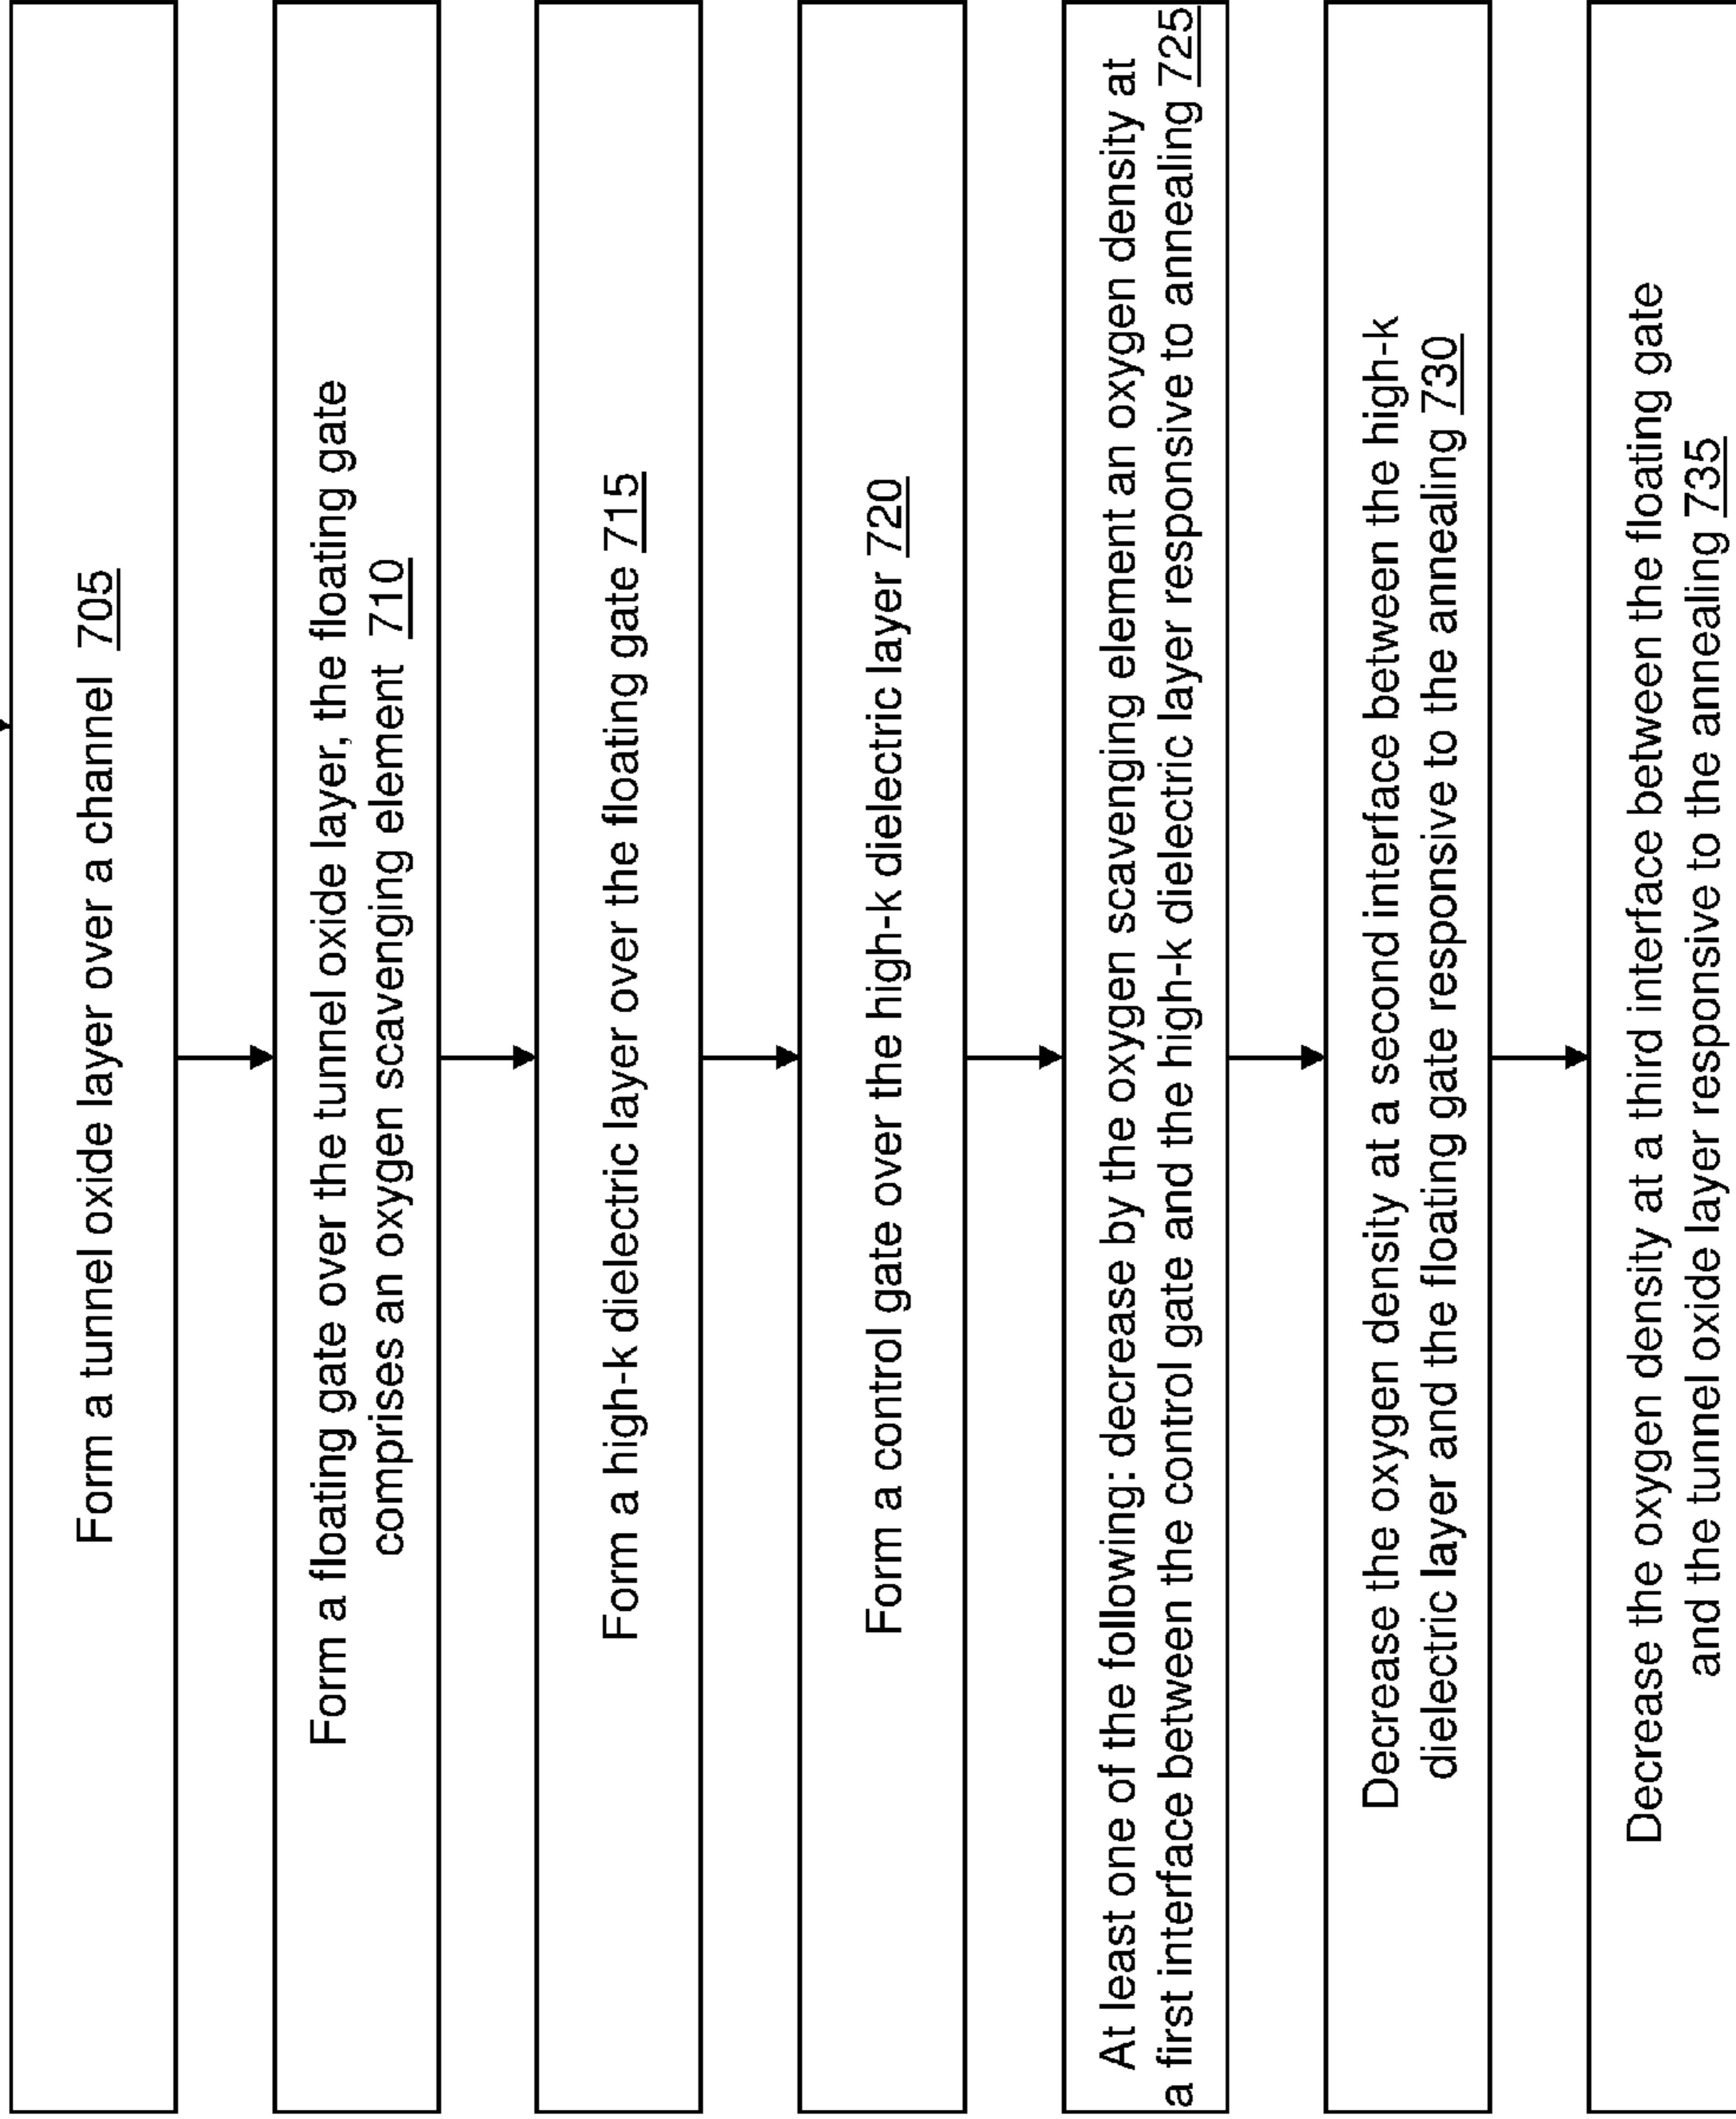 Form a tunnel oxide layer over a channel 705
Form a floating gate over the tunnel oxide layer, the floating gate
comprises an oxygen scavenging element 710
Form a high-k dielectric layer over the floating gate 715
Form a control gate over the high-k dielectric layer 720
At least one of the following: decrease by the oxygen scavenging element an oxygen density at
a first interface between the control gate and the high-k dielectric layer responsive to annealing 725
Decrease the oxygen density at a second interface between the high-k
dielectric layer and the floating gate responsive to the annealing 730
Decrease the oxygen density at a third interface between the floating gate
and the tunnel oxide layer responsive to the annealing 735